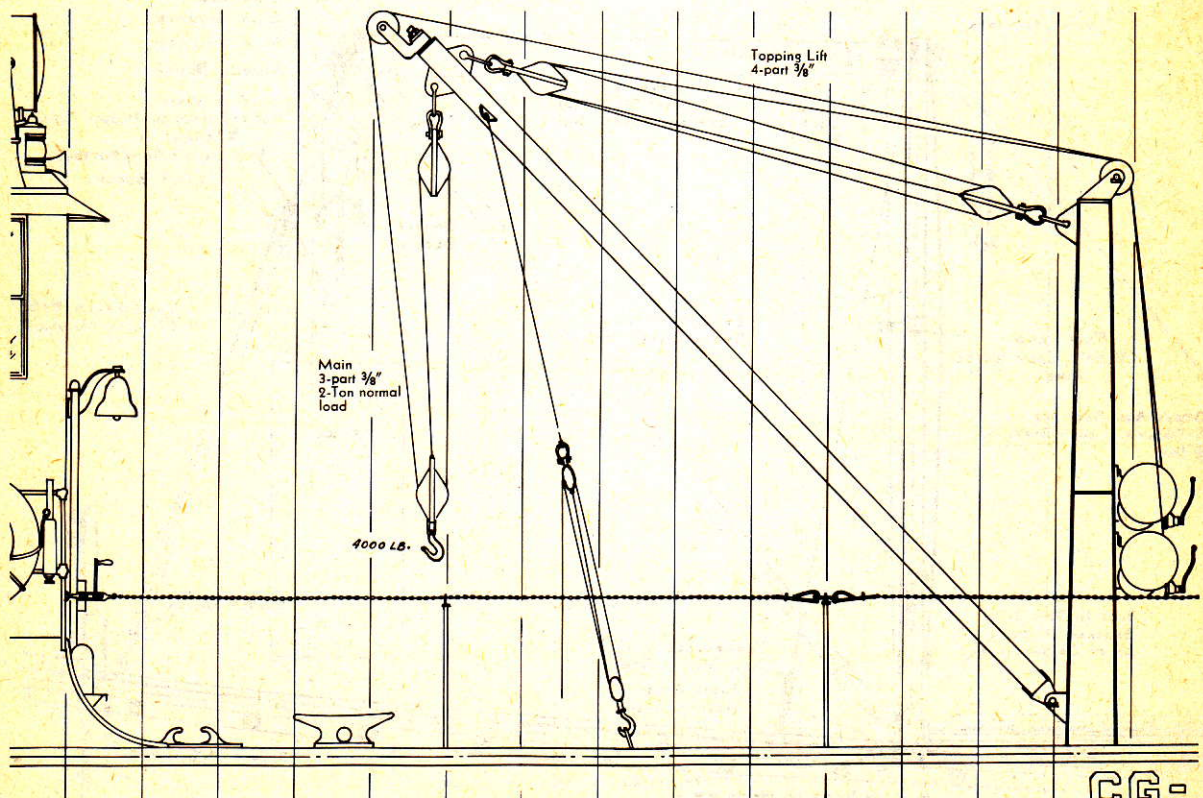 Topping Lift
4-part 3/8"
Main
3-part 3/8"
2-Ton normal
load
4000 LB.
CG-